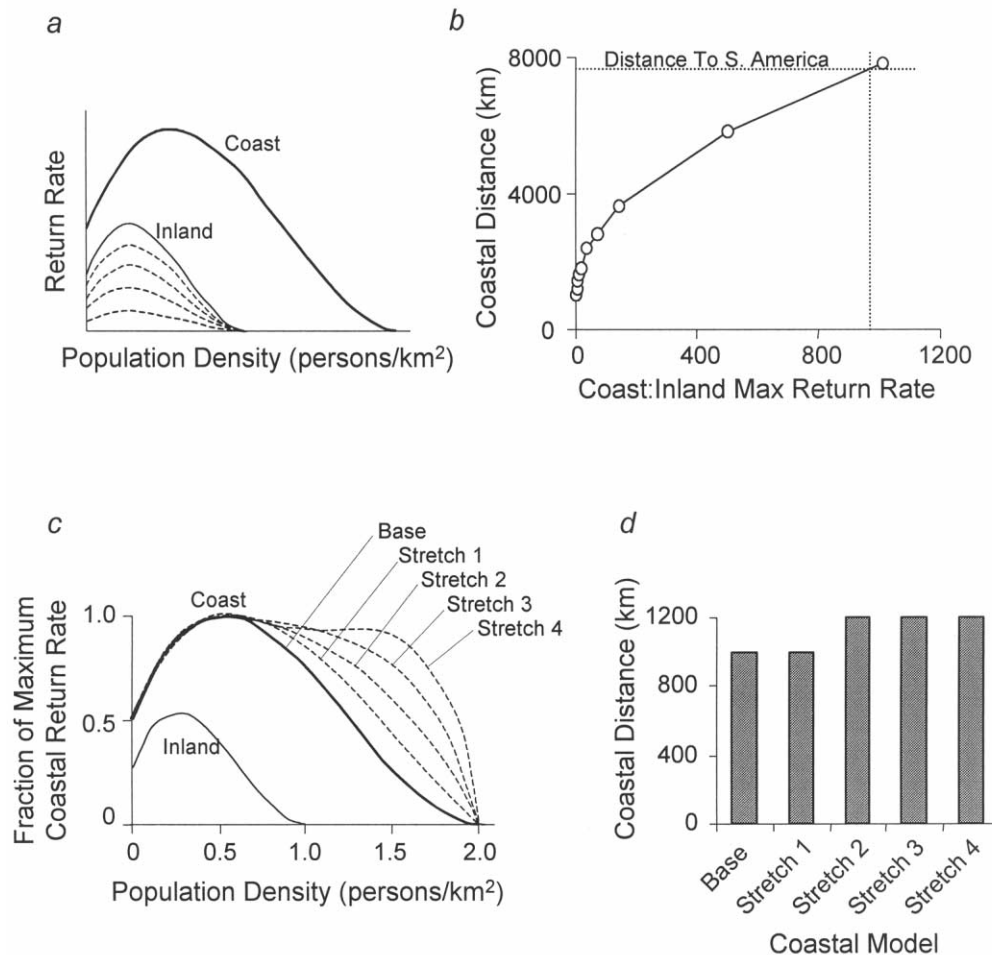 a
Return Rate
Coast
Inland
Population Density (persons/km²)
b
Coastal Distance (km)
8000
4000
0
Distance To S. America
0
400
800
1200
Coast:Inland Max Return Rate
c
Fraction of Maximum
Coastal Return Rate
1.0
0.5
0
Coast
Inland
Base
Stretch 1
Stretch 2
Stretch 3
Stretch 4
0
0.5
1.0
1.5
2.0
Population Density (persons/km²)
d
Coastal Distance (km)
1200
800
400
0
Base
Stretch 1
Stretch 2
Stretch 3
Stretch 4
Coastal Model